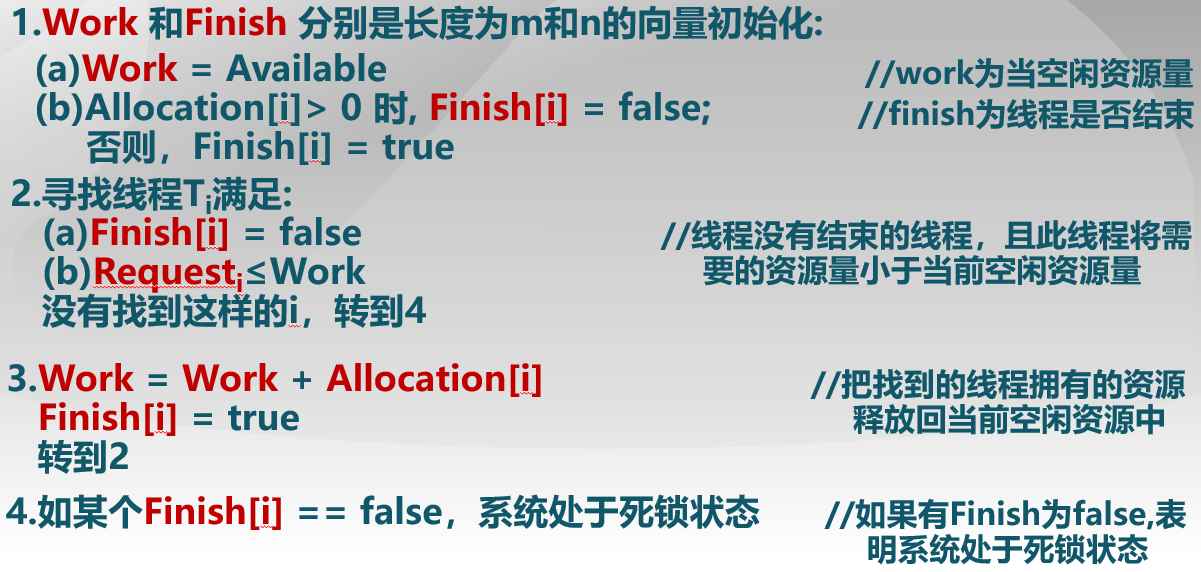 1.Work 和Finish 分别是长度为m和n的向量初始化:
(a)Work = Available
//work为当空闲资源量
(b)Allocation[i]> 0 时, Finish[i] = false;
//finish为线程是否结束
否则，Finish[i] = true
2.寻找线程Ti满足:
(a)Finish[i] = false
//线程没有结束的线程，且此线程将需
(b)Requesti≤Work
要的资源量小于当前空闲资源量
没有找到这样的i，转到4
3.Work = Work + Allocation[i]
//把找到的线程拥有的资源
Finish[i] = true
释放回当前空闲资源中
转到2
4.如某个Finish[i] == false，系统处于死锁状态
//如果有Finish为false,表
明系统处于死锁状态